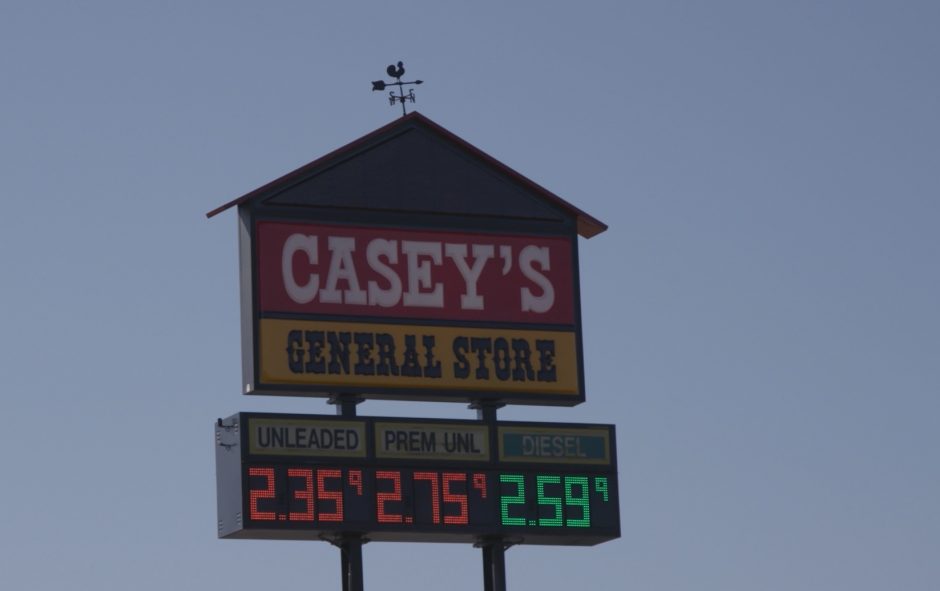 CASEY'S
GENERAL STORE
UNLEADED PREM UNL DIESEL
2.35⁹ 2.75⁹ 2.59⁹